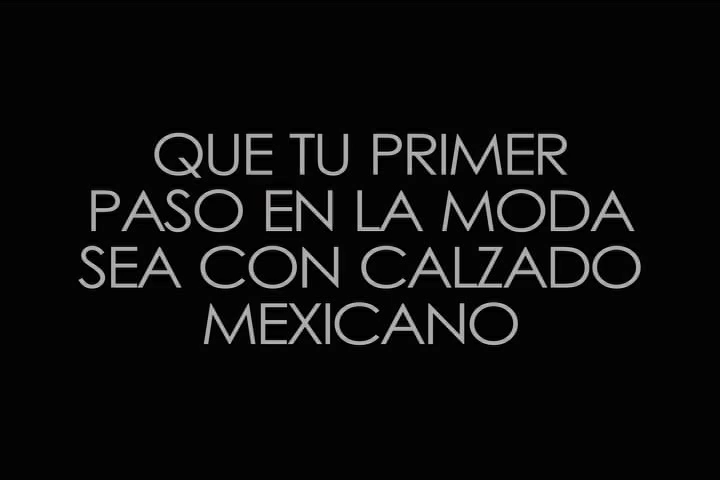 QUE TU PRIMER
PASO EN LA MODA
SEA CON CALZADO
MEXICANO